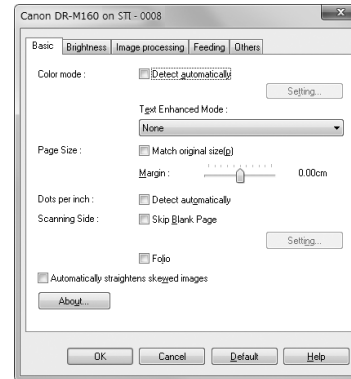 Canon DR-M160 on STI - 0008
Basic Brightness Image processing Feeding Others
Color mode : Detect automatically
Setting...
Text Enhanced Mode :
None
Page Size : Match original size(p)
Margin : 0.00cm
Dots per inch : Detect automatically
Scanning Side : Skip Blank Page
Setting...
Folio
Automatically straightens skewed images
About...
OK Cancel Default Help